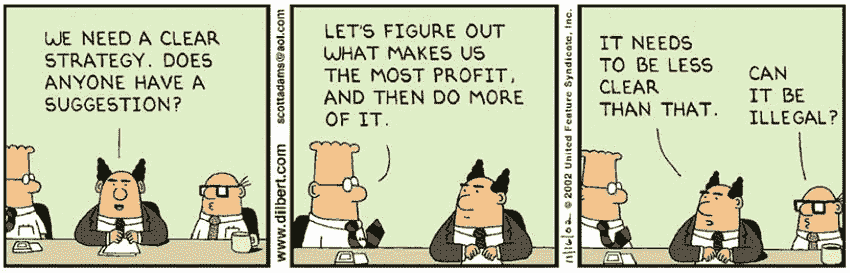 WE NEED A CLEAR
STRATEGY. DOES
ANYONE HAVE A
SUGGESTION?
www.dilbert.com
scottadams@aol.com
LET'S FIGURE OUT
WHAT MAKES US
THE MOST PROFIT,
AND THEN DO MORE
OF IT.
© 2002 United Feature Syndicate, Inc.
IT NEEDS
TO BE LESS
CLEAR
THAN THAT.
CAN
IT BE
ILLEGAL?